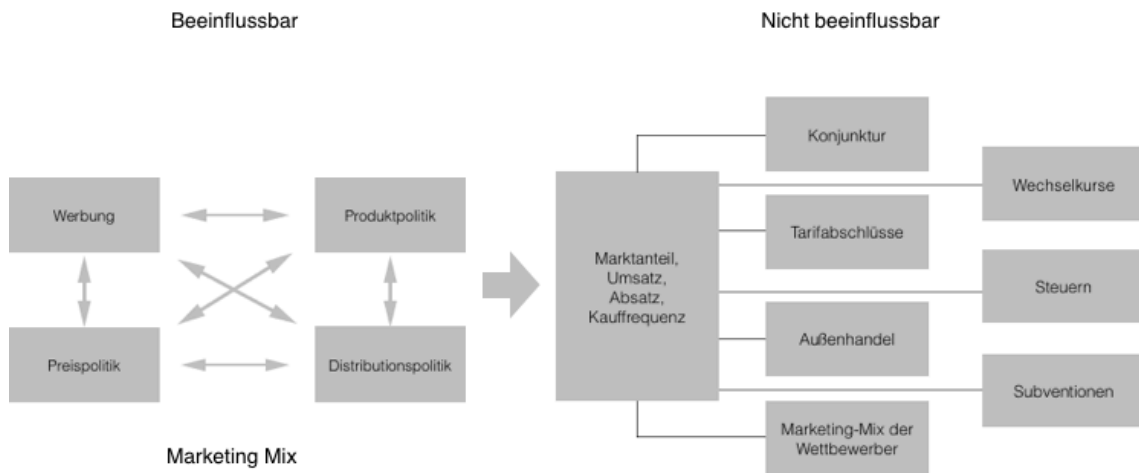 Beeinflussbar
Nicht beeinflussbar
Werbung
Produktpolitik
Preispolitik
Distributionspolitik
Marketing Mix
Marktanteil,
Umsatz,
Absatz,
Kauffrequenz
Konjunktur
Wechselkurse
Tarifabschlüsse
Steuern
Außenhandel
Subventionen
Marketing-Mix der
Wettbewerber